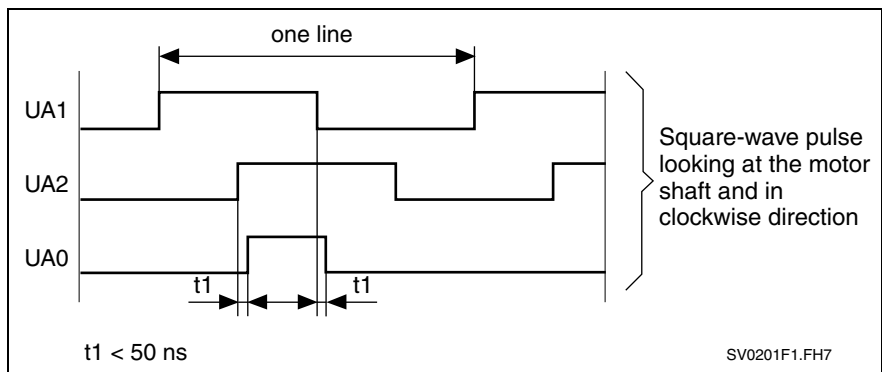 one line
UA1
UA2
UA0
Square-wave pulse
looking at the motor
shaft and in
clockwise direction
t1
t1
t1 < 50 ns
SV0201F1.FH7